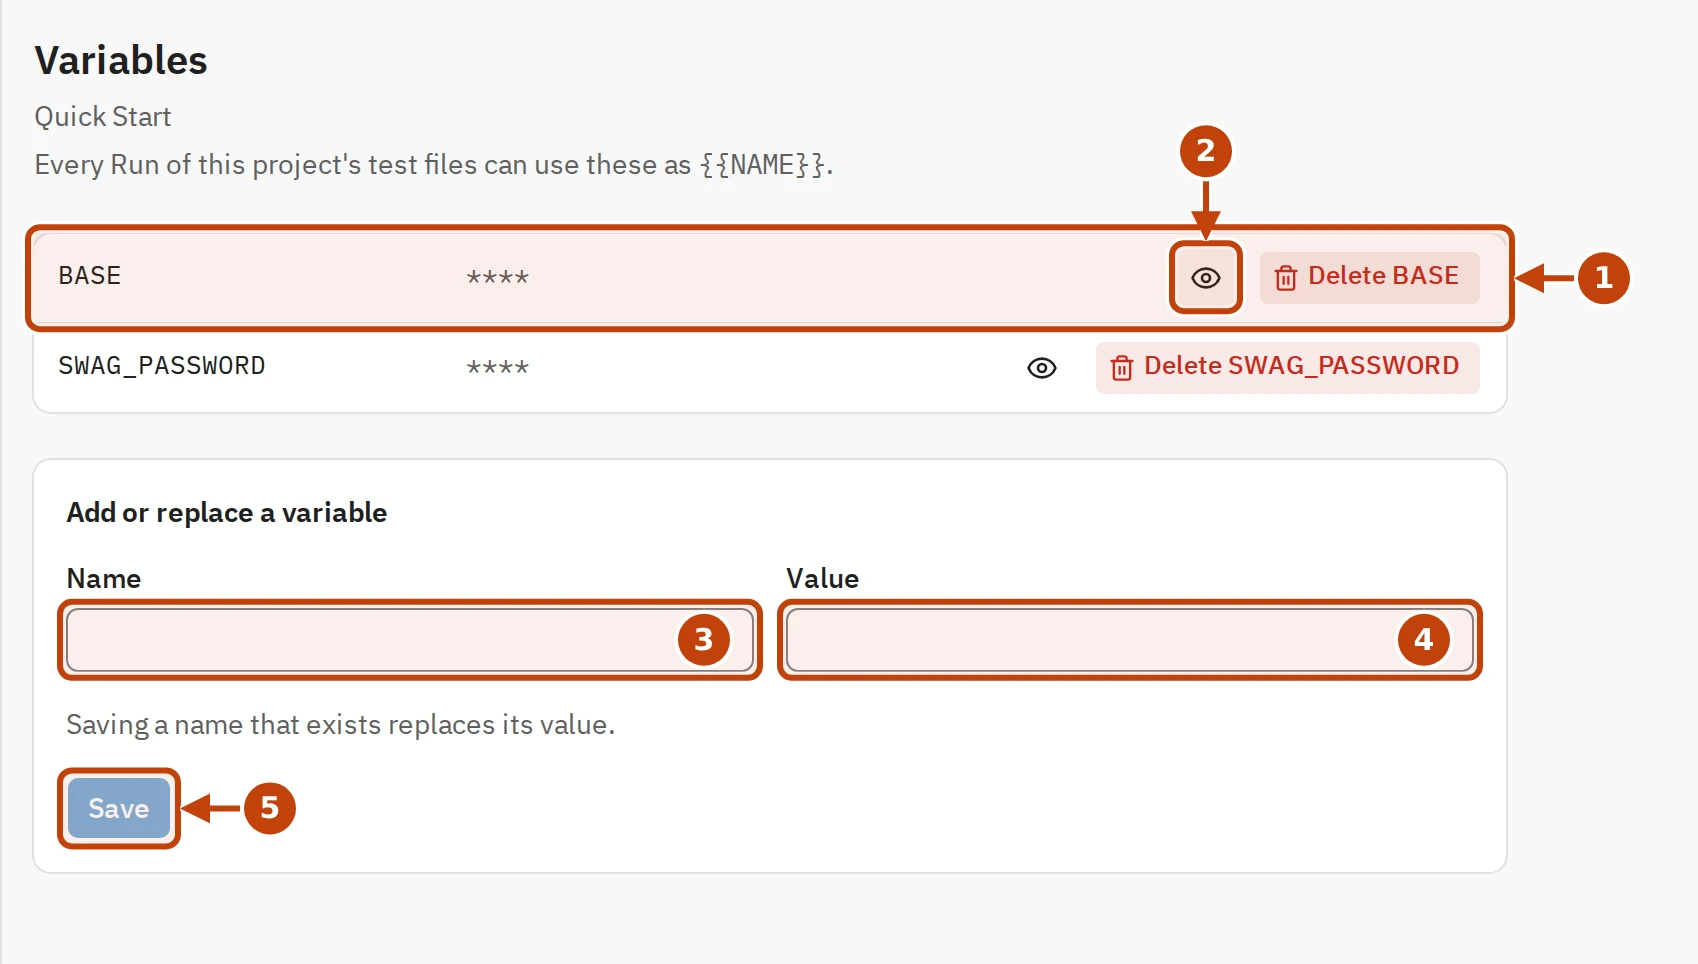 Variables
Quick Start
Every Run of this project's test files can use these as {{NAME}}.
2
BASE **** Delete BASE 1
SWAG_PASSWORD **** Delete SWAG_PASSWORD
Add or replace a variable
Name Value
3 4
Saving a name that exists replaces its value.
Save 5